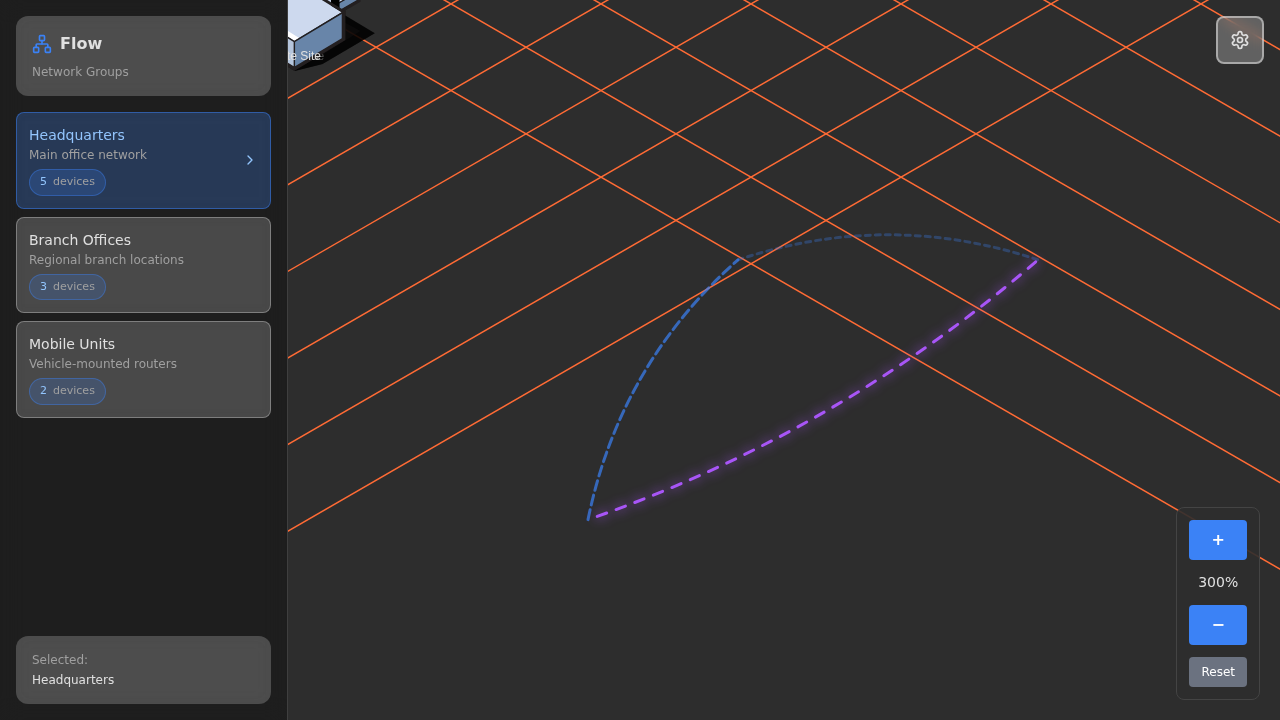 Flow
Network Groups
Headquarters
Main office network
5 devices
Branch Offices
Regional branch locations
3 devices
Mobile Units
Vehicle-mounted routers
2 devices
Selected:
Headquarters
Site
+
300%
−
Reset